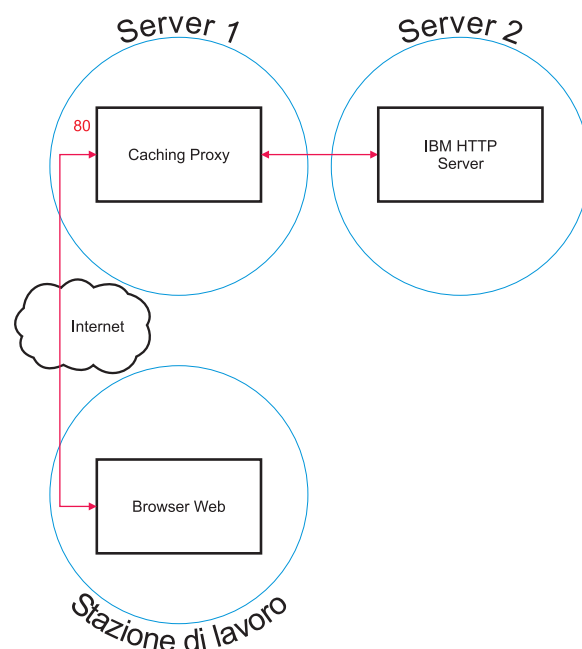 Server 1
Server 2
80
Caching Proxy
IBM HTTP
Server
Internet
Browser Web
Stazione di lavoro